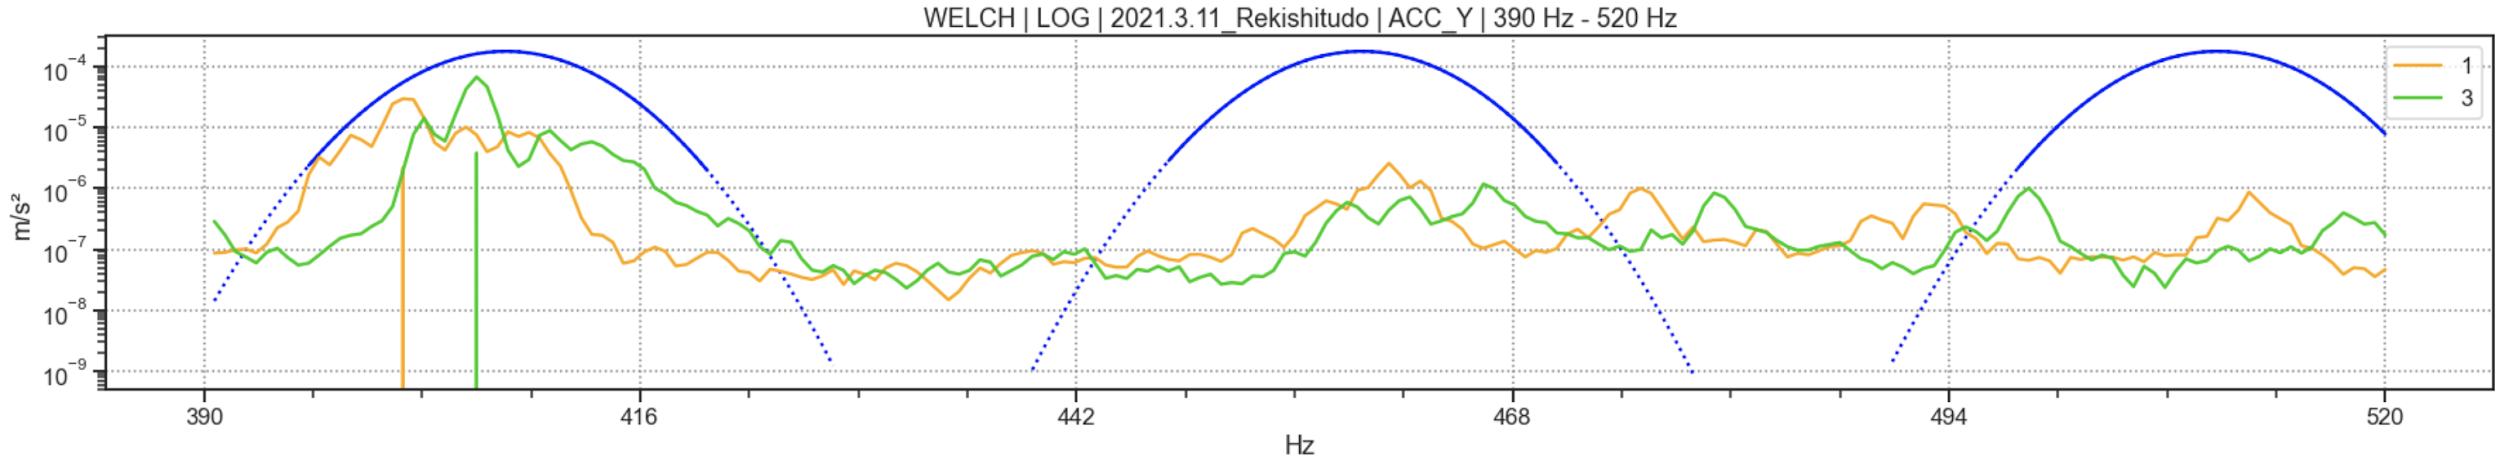 WELCH | LOG | 2021.3.11_Rekishitudo | ACC_Y | 390 Hz - 520 Hz
1
3
m/s²
10⁻⁴
10⁻⁵
10⁻⁶
10⁻⁷
10⁻⁸
10⁻⁹
390 416 442 468 494 520
Hz